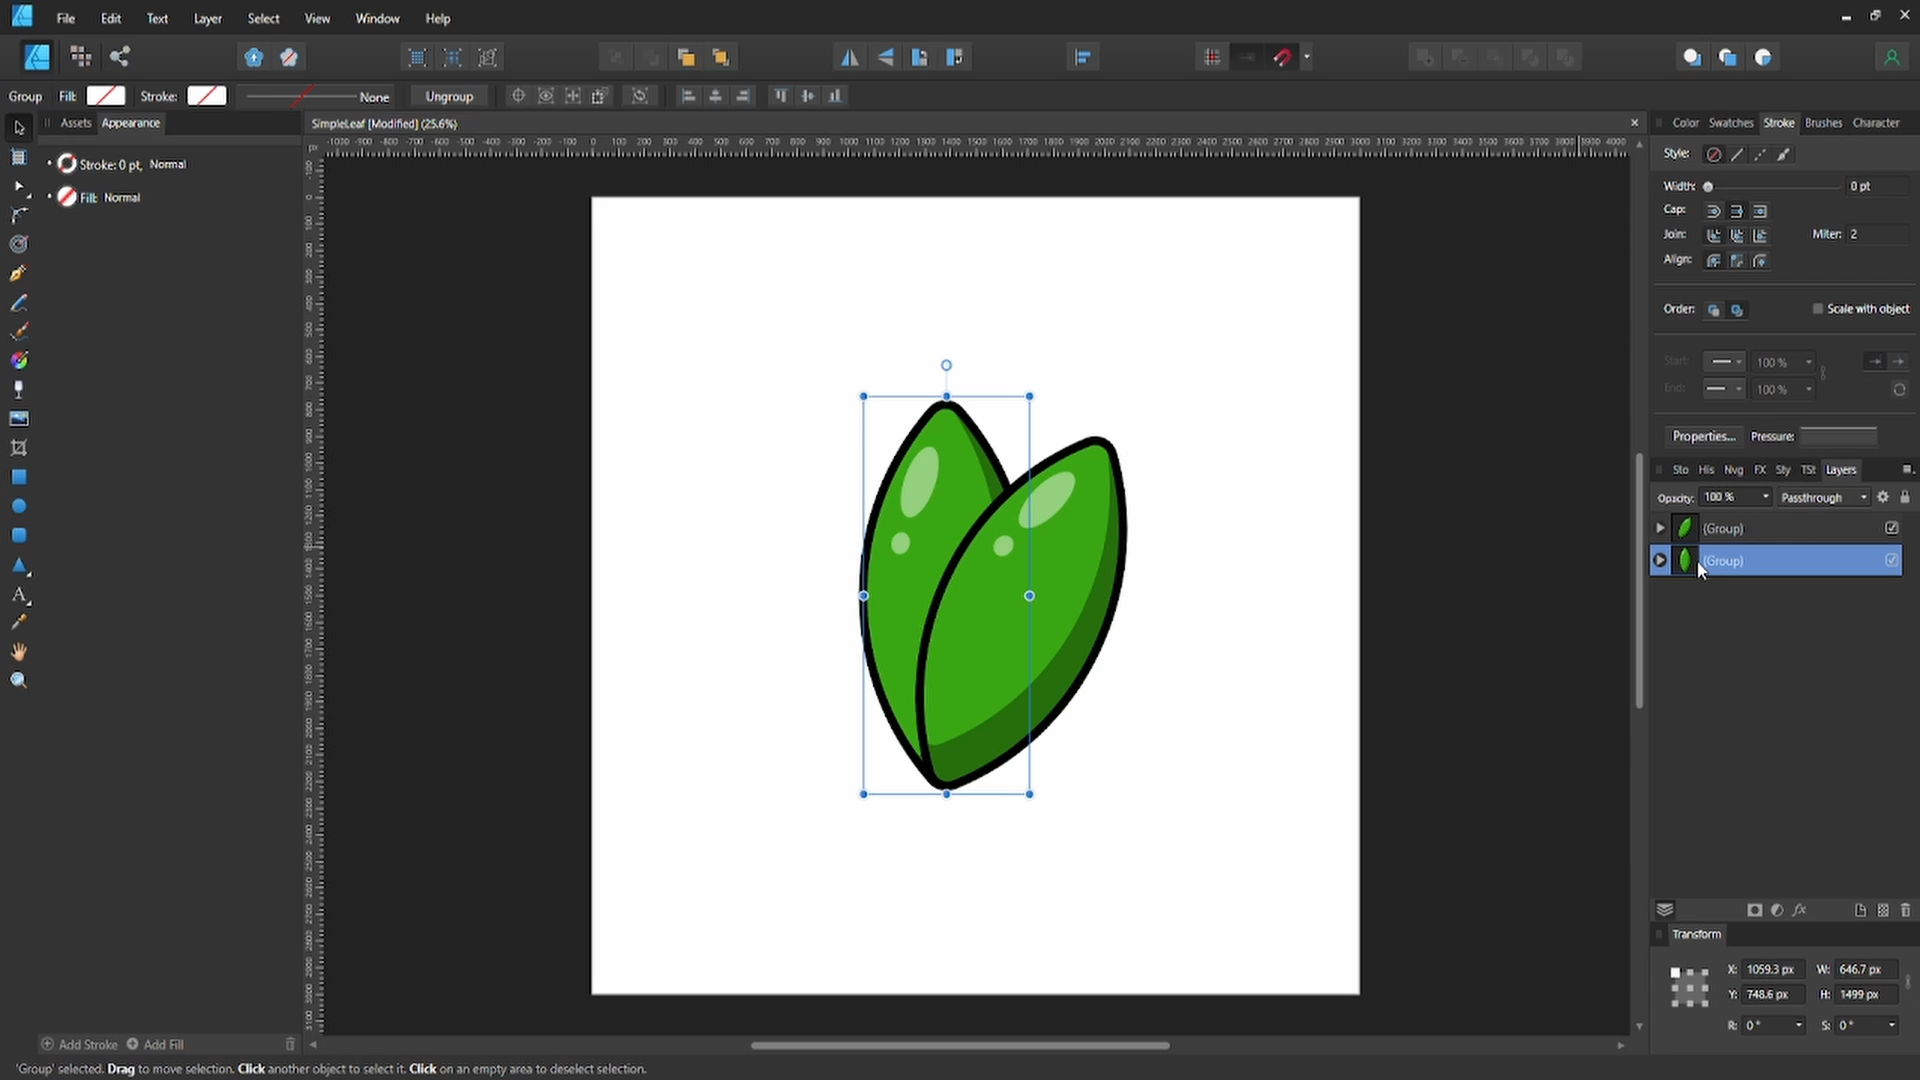 File Edit Text Layer Select View Window Help
Group Fill: Stroke: None Ungroup
Assets Appearance
SimpleLeaf [Modified] (25.6%)
Color Swatches Stroke Brushes Character
Stroke: 0 pt, Normal
Fill: Normal
Style:
Width: 0 pt
Cap:
Join: Miter: 2
Align:
Order: Scale with object
Start: 100 %
End: 100 %
Properties... Pressure:
Sto His Nvg FX Sty TSt Layers
Opacity: 100 % Passthrough
(Group)
(Group)
Transform
X: 1059.3 px W: 646.7 px
Y: 748.6 px H: 1499 px
R: 0° S: 0°
Add Stroke Add Fill
'Group' selected. Drag to move selection. Click another object to select it. Click on an empty area to deselect selection.